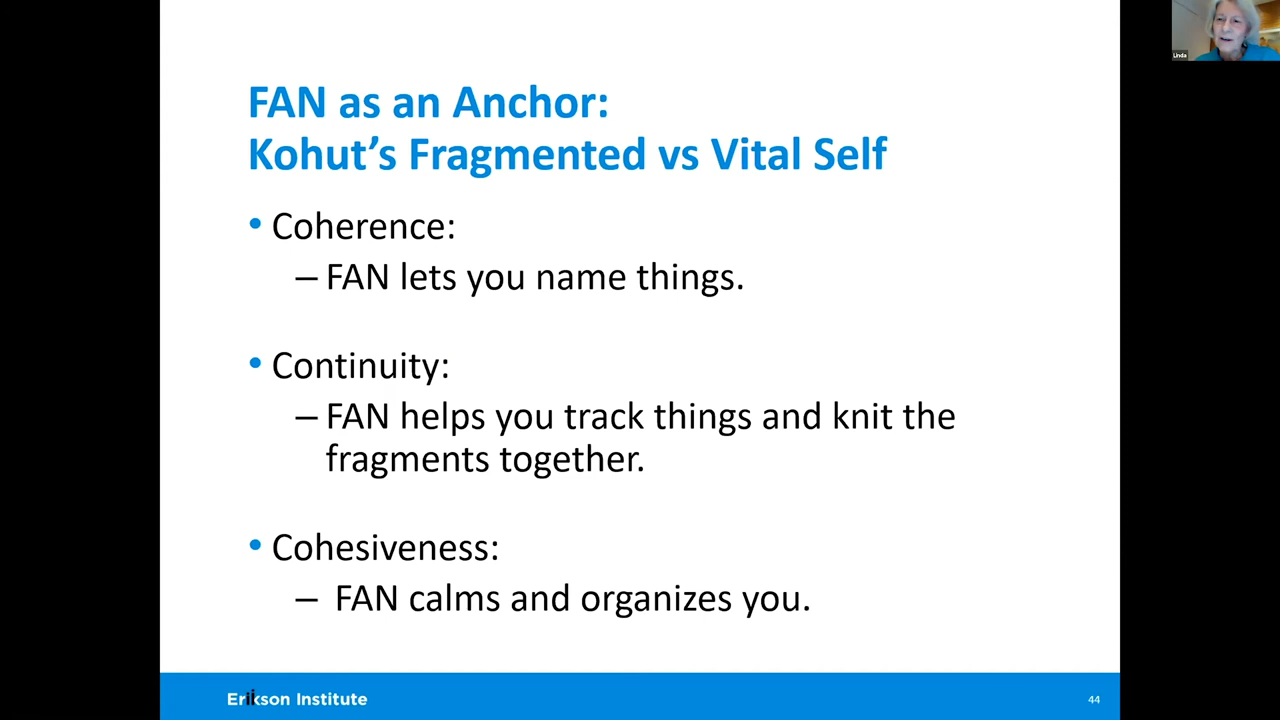 Linda
FAN as an Anchor:
Kohut’s Fragmented vs Vital Self
• Coherence:
– FAN lets you name things.
• Continuity:
– FAN helps you track things and knit the
fragments together.
• Cohesiveness:
– FAN calms and organizes you.
Erikson Institute
44